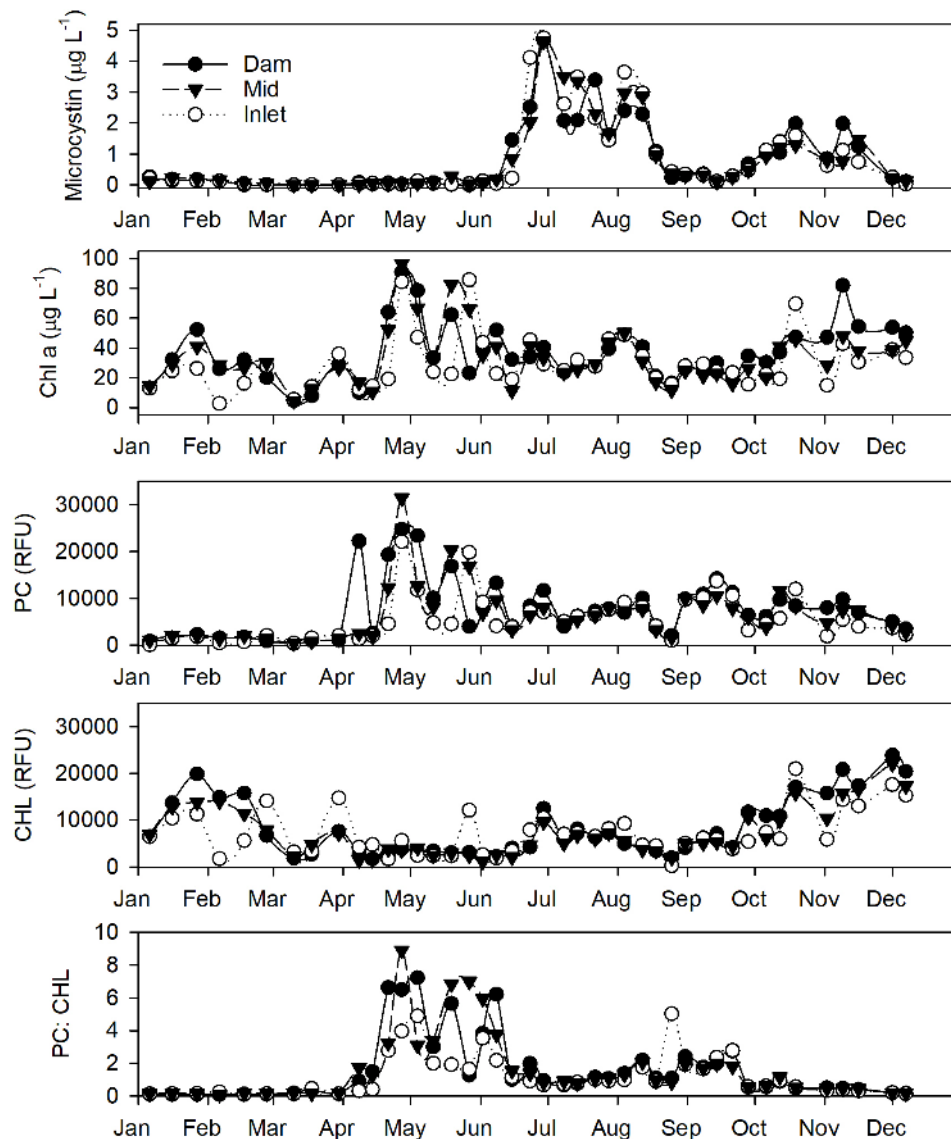 Microcystin (µg L⁻¹)
5
4
3
2
1
0
Dam
Mid
Inlet
Jan Feb Mar Apr May Jun Jul Aug Sep Oct Nov Dec
Chl a (µg L⁻¹)
100
80
60
40
20
0
Jan Feb Mar Apr May Jun Jul Aug Sep Oct Nov Dec
PC (RFU)
30000
20000
10000
0
Jan Feb Mar Apr May Jun Jul Aug Sep Oct Nov Dec
CHL (RFU)
30000
20000
10000
0
Jan Feb Mar Apr May Jun Jul Aug Sep Oct Nov Dec
PC: CHL
10
8
6
4
2
0
Jan Feb Mar Apr May Jun Jul Aug Sep Oct Nov Dec